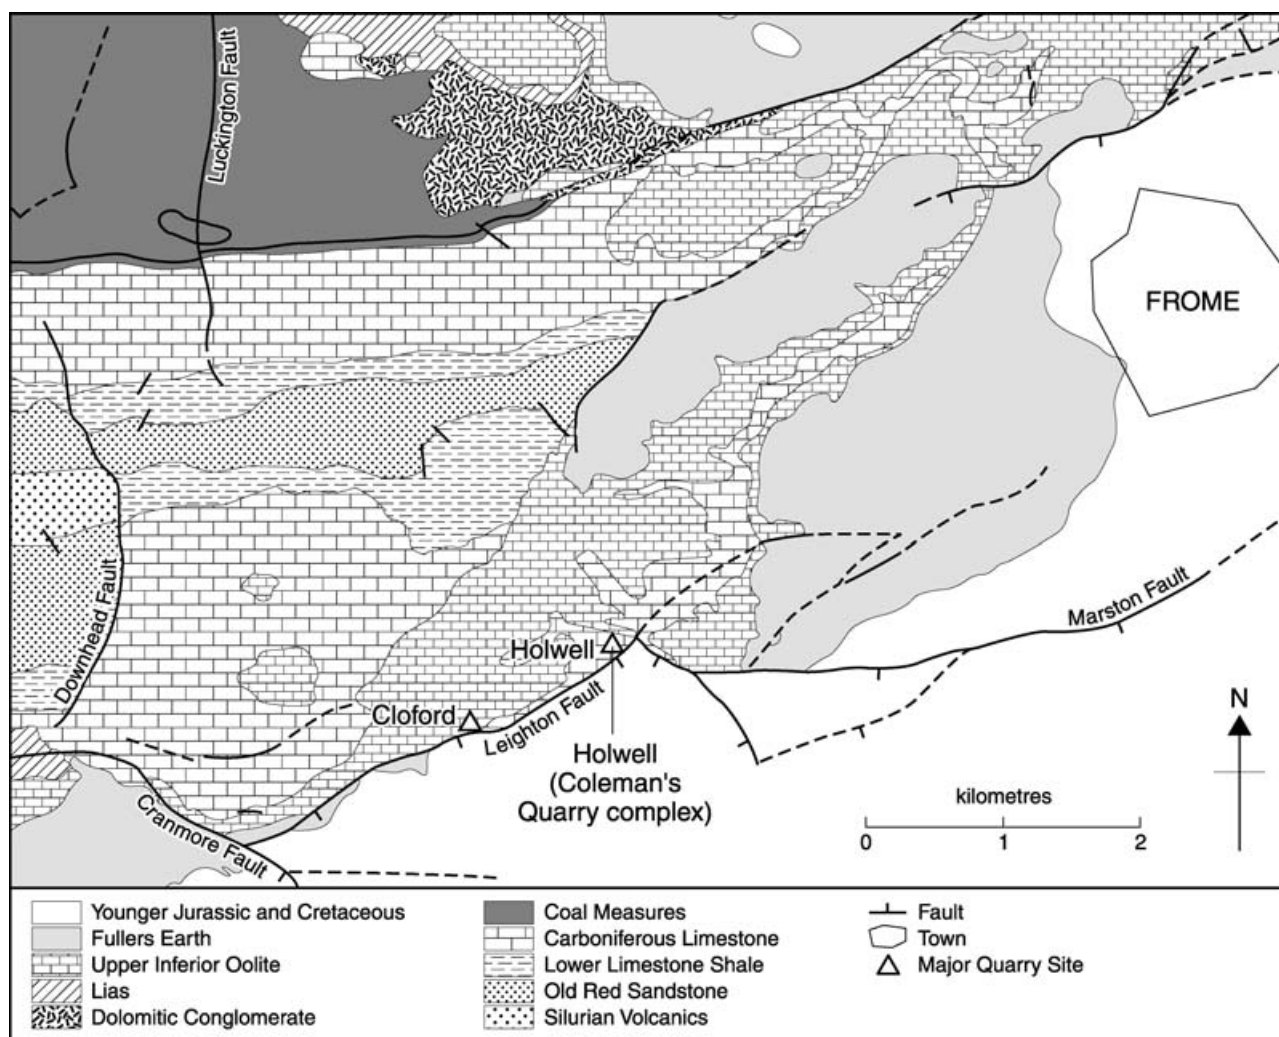 Luckington Fault
FROME
Downhead Fault
Holwell
Cloford
Leighton Fault
Marston Fault
Holwell
(Coleman's
Quarry complex)
Cranmore Fault
N
kilometres
0 1 2
Younger Jurassic and Cretaceous
Fullers Earth
Upper Inferior Oolite
Lias
Dolomitic Conglomerate
Coal Measures
Carboniferous Limestone
Lower Limestone Shale
Old Red Sandstone
Silurian Volcanics
Fault
Town
Major Quarry Site